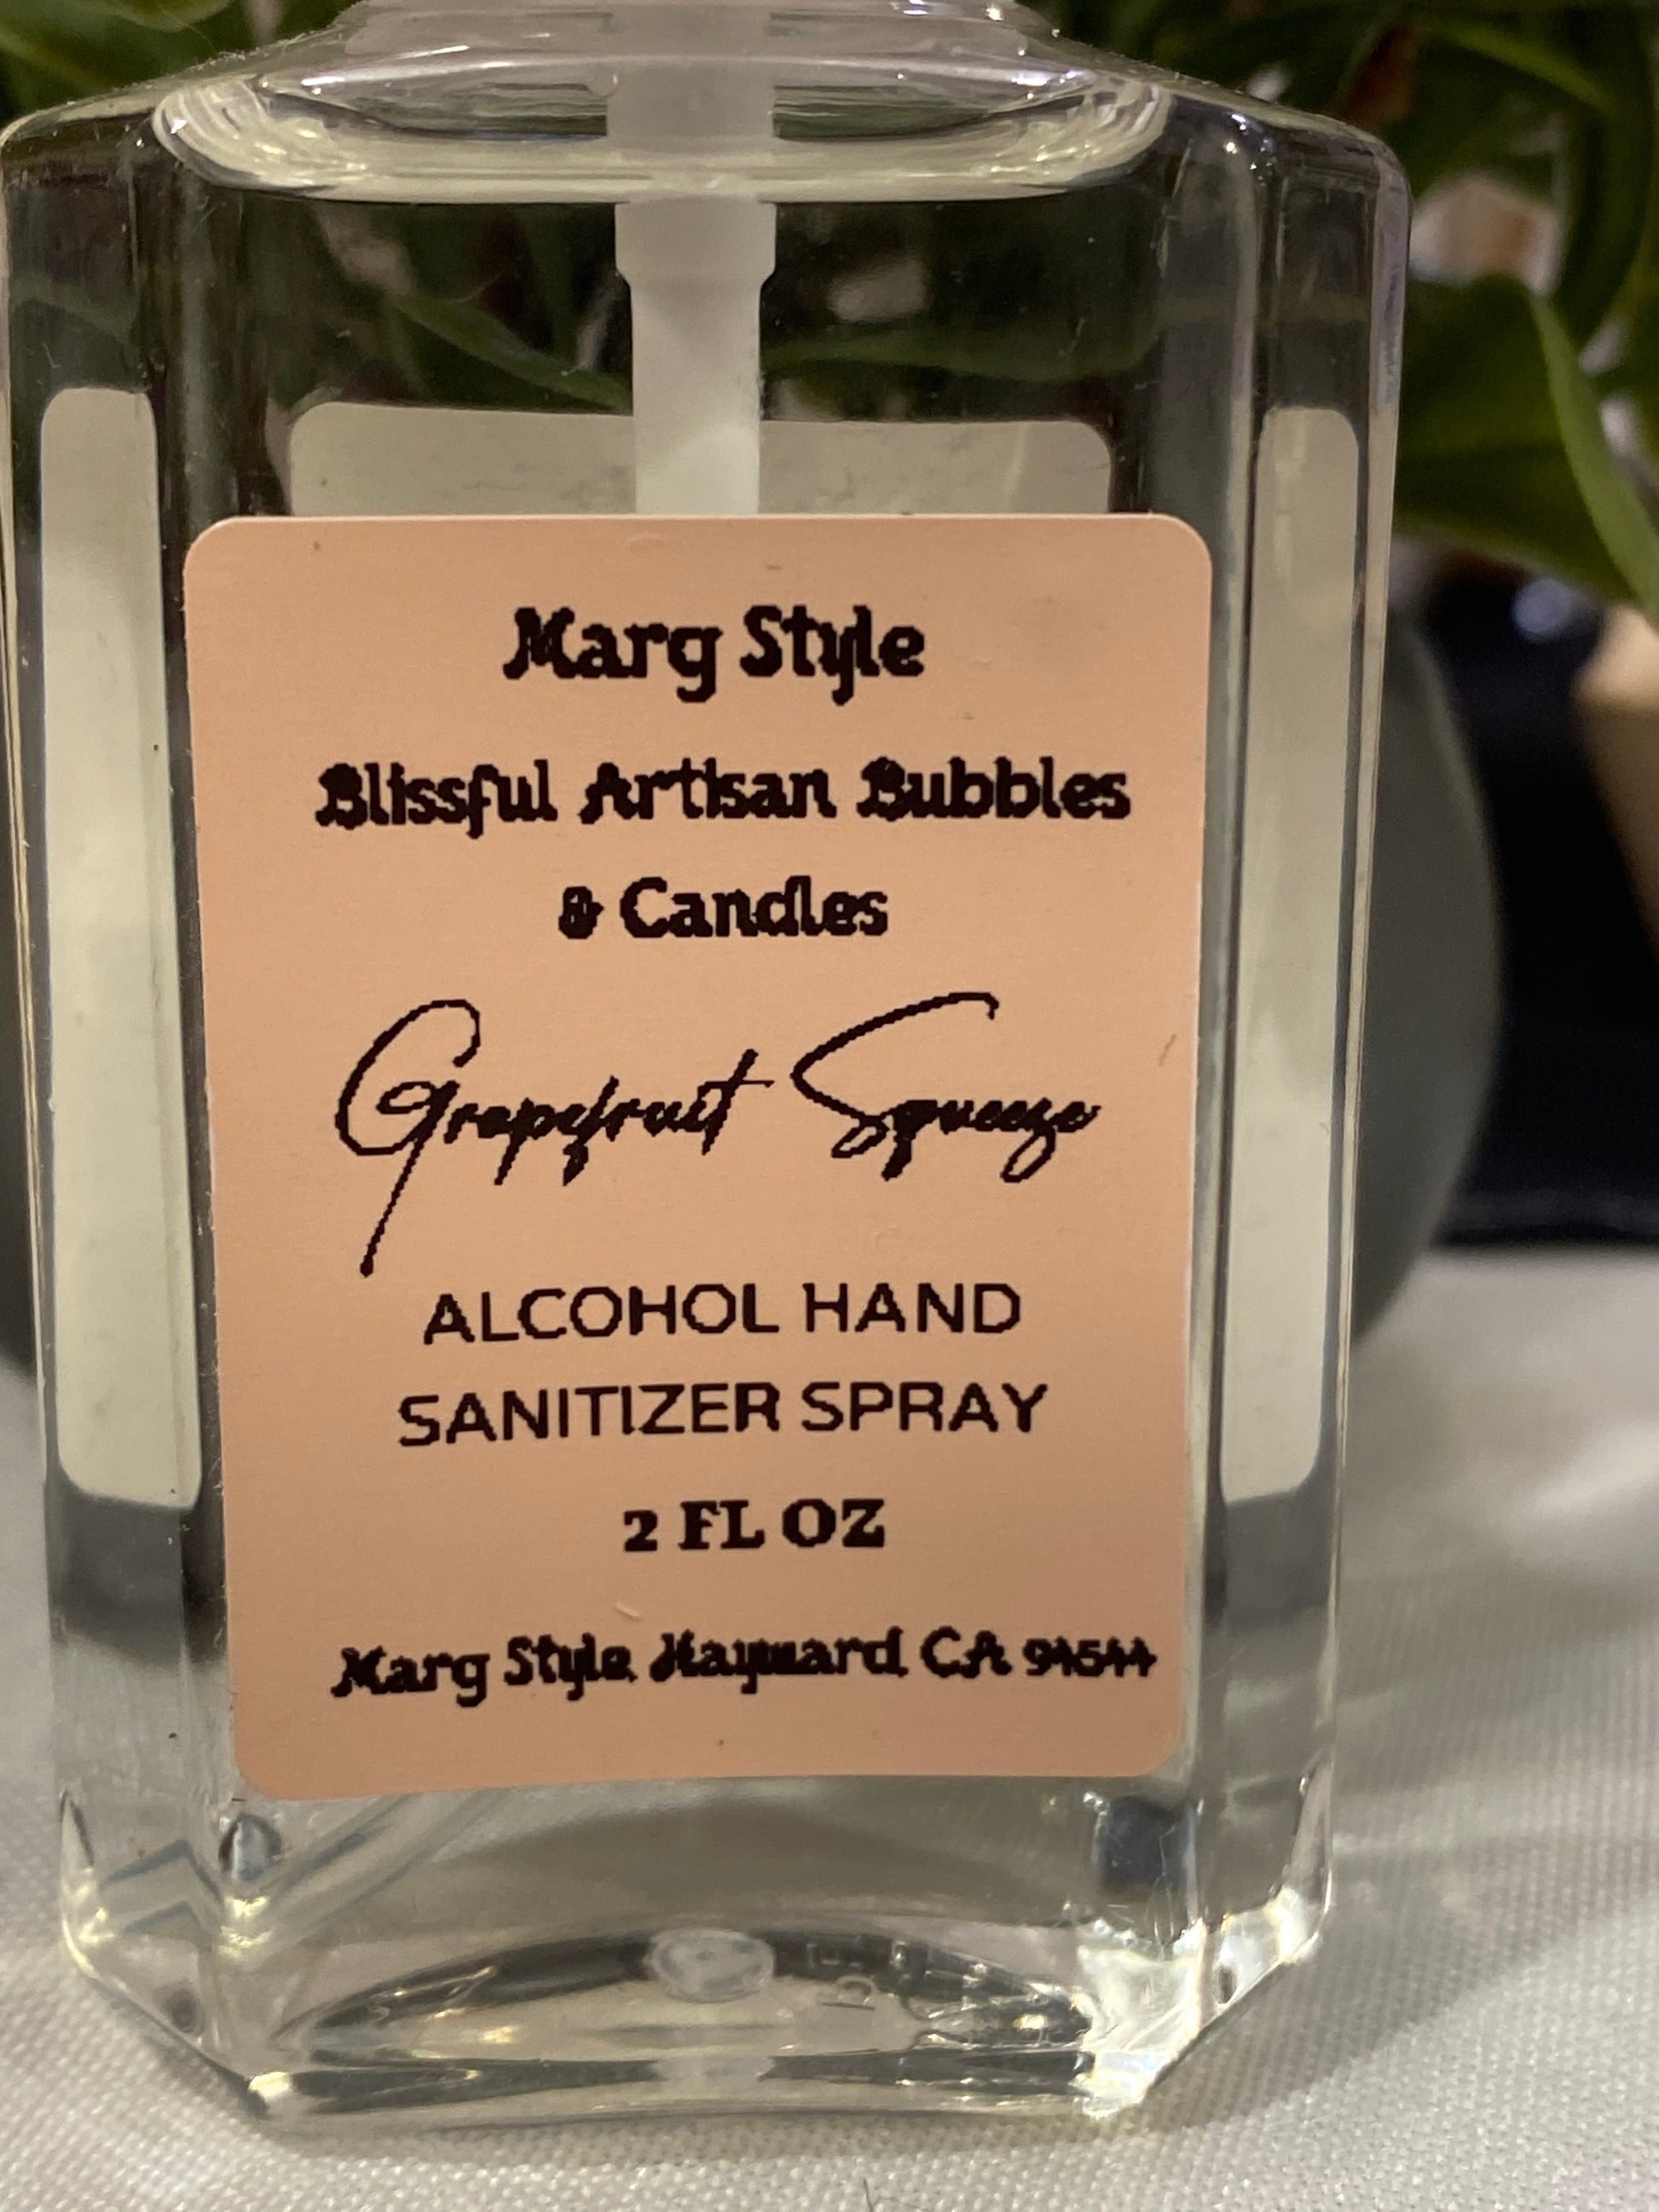 Marg Style
Blissful Artisan Bubbles
& Candles
Grapefruit Squeeze
ALCOHOL HAND
SANITIZER SPRAY
2 FL OZ
Marg Style Hayward CA 94544